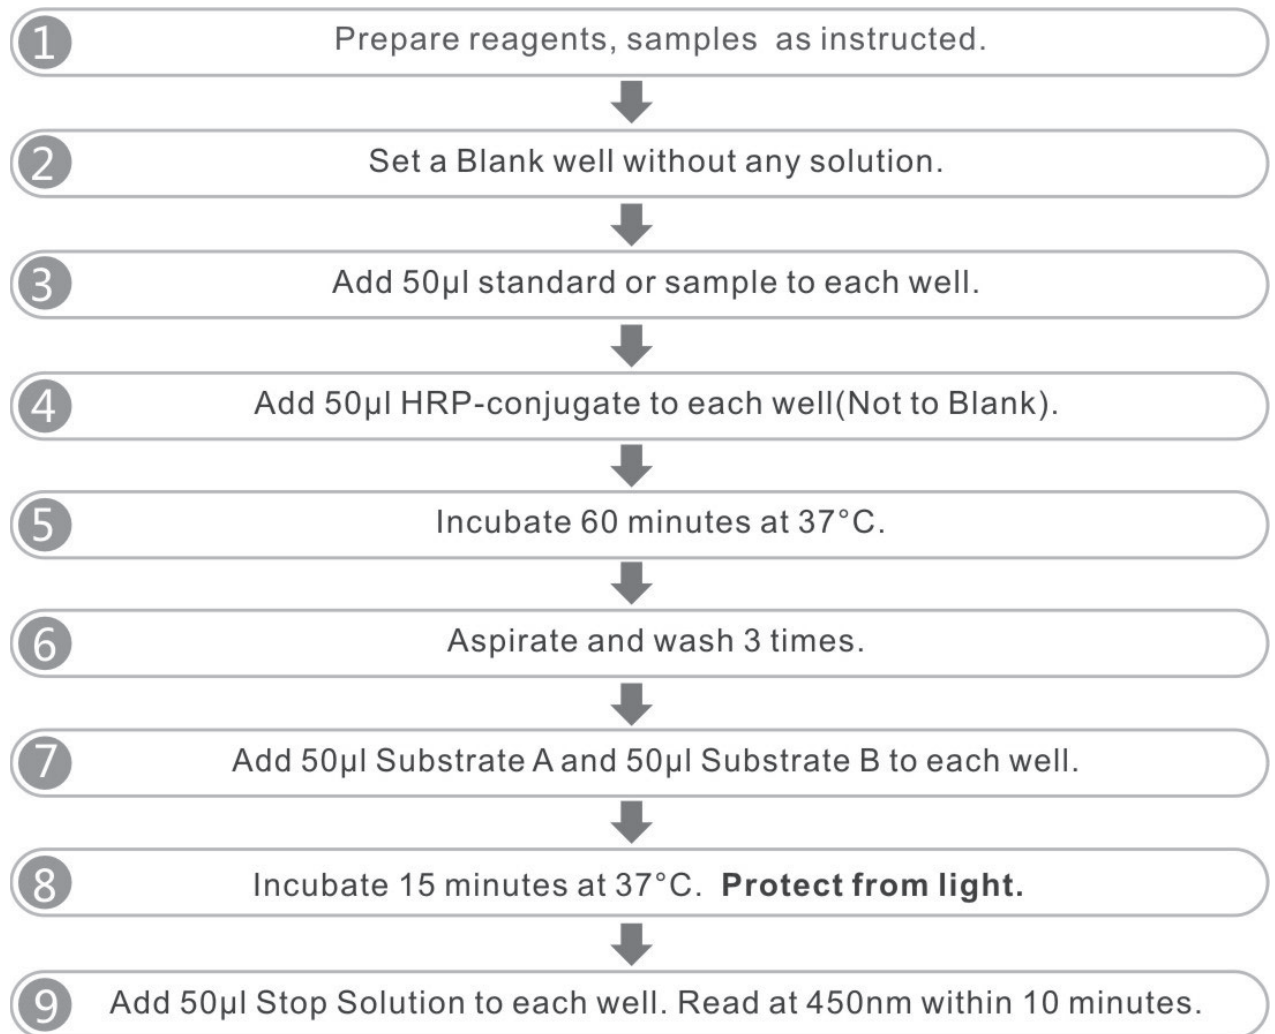 1 Prepare reagents, samples as instructed.
2 Set a Blank well without any solution.
3 Add 50µl standard or sample to each well.
4 Add 50µl HRP-conjugate to each well(Not to Blank).
5 Incubate 60 minutes at 37°C.
6 Aspirate and wash 3 times.
7 Add 50µl Substrate A and 50µl Substrate B to each well.
8 Incubate 15 minutes at 37°C. Protect from light.
9 Add 50µl Stop Solution to each well. Read at 450nm within 10 minutes.